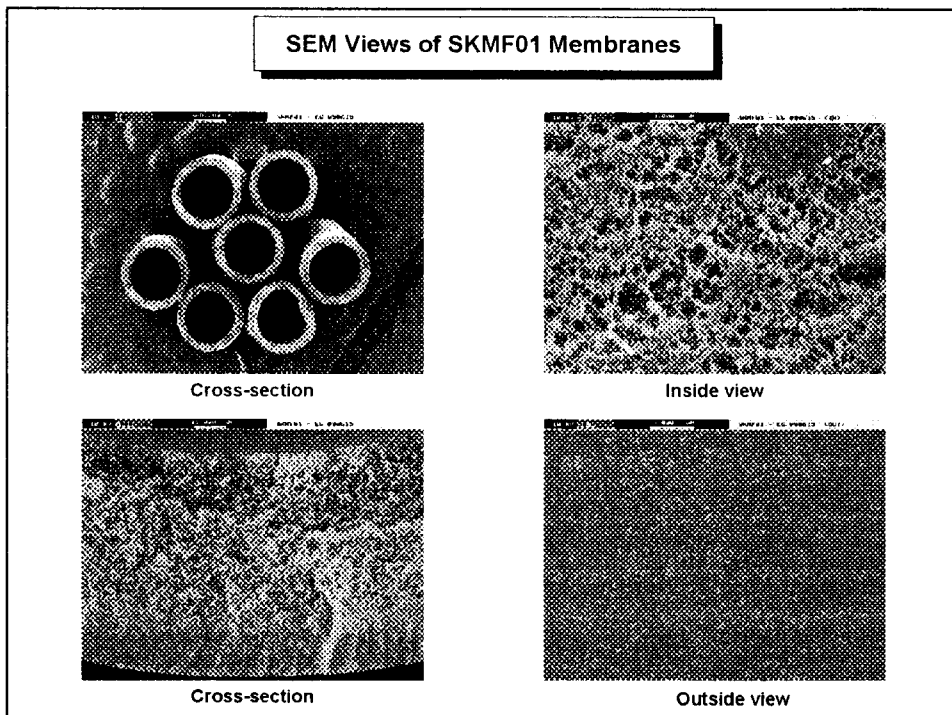 SEM Views of SKMF01 Membranes
Cross-section
Inside view
Cross-section
Outside view